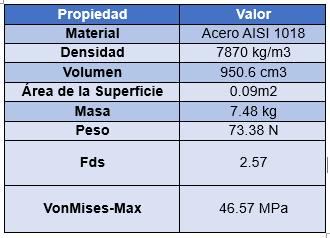 Propiedad Valor
Material Acero AISI 1018
Densidad 7870 kg/m3
Volumen 950.6 cm3
Área de la Superficie 0.09m2
Masa 7.48 kg
Peso 73.38 N
Fds 2.57
VonMises-Max 46.57 MPa